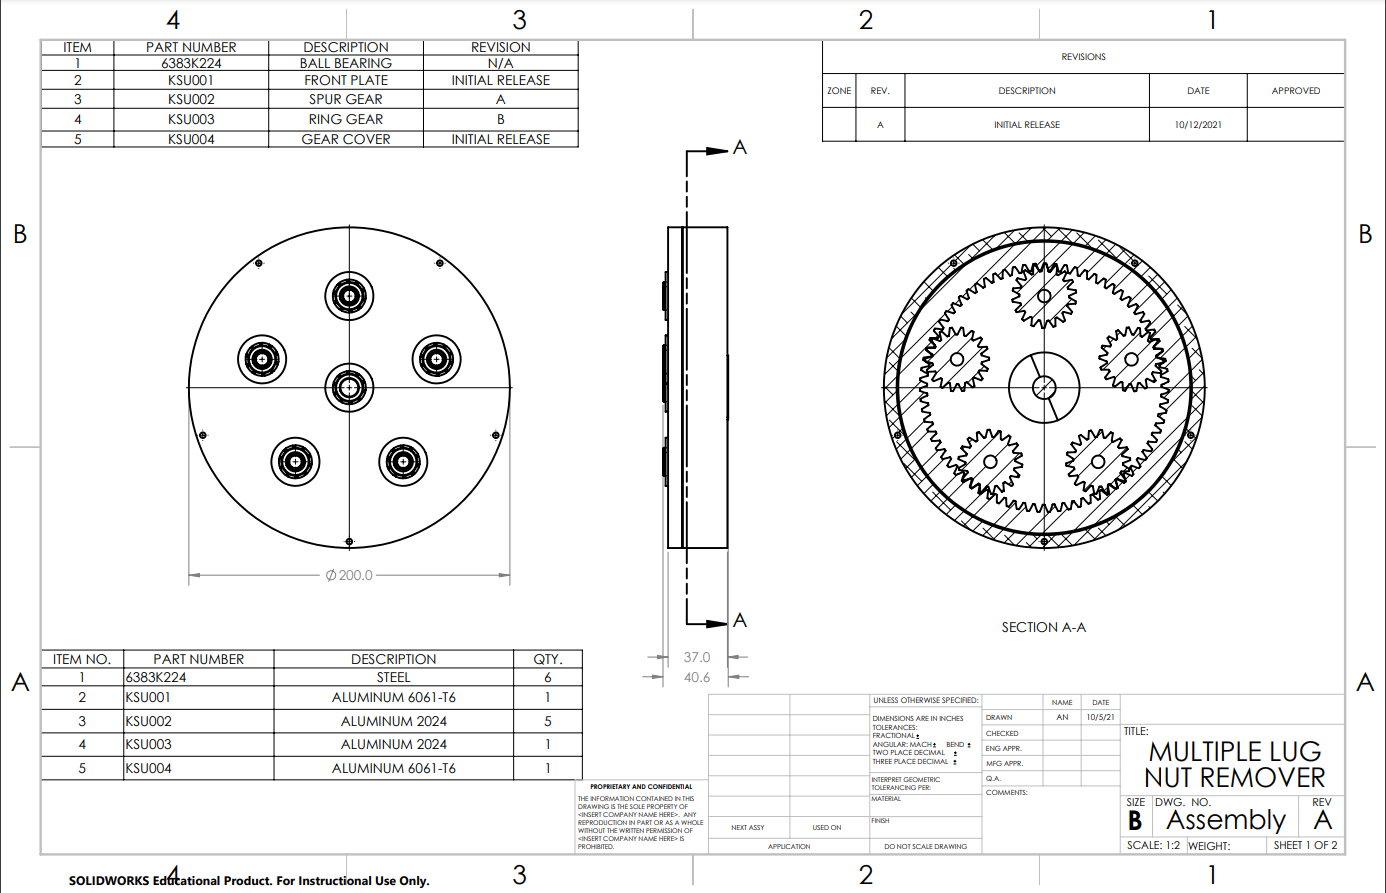 4 3 2 1
ITEM PART NUMBER DESCRIPTION REVISION
1 6383K224 BALL BEARING N/A
2 KSU001 FRONT PLATE INITIAL RELEASE
3 KSU002 SPUR GEAR A
4 KSU003 RING GEAR B
5 KSU004 GEAR COVER INITIAL RELEASE
REVISIONS
ZONE REV. DESCRIPTION DATE APPROVED
A INITIAL RELEASE 10/12/2021
A
B B
Ø200.0
A
SECTION A-A
37.0
40.6
A A
ITEM NO. PART NUMBER DESCRIPTION QTY.
1 6383K224 STEEL 6
2 KSU001 ALUMINUM 6061-T6 1
3 KSU002 ALUMINUM 2024 5
4 KSU003 ALUMINUM 2024 1
5 KSU004 ALUMINUM 6061-T6 1
PROPRIETARY AND CONFIDENTIAL
THE INFORMATION CONTAINED IN THIS
DRAWING IS THE SOLE PROPERTY OF
<INSERT COMPANY NAME HERE>. ANY
REPRODUCTION IN PART OR AS A WHOLE
WITHOUT THE WRITTEN PERMISSION OF
<INSERT COMPANY NAME HERE> IS
PROHIBITED.
NEXT ASSY USED ON
APPLICATION
UNLESS OTHERWISE SPECIFIED:
DIMENSIONS ARE IN INCHES
TOLERANCES:
FRACTIONAL±
ANGULAR: MACH± BEND ±
TWO PLACE DECIMAL ±
THREE PLACE DECIMAL ±
INTERPRET GEOMETRIC
TOLERANCING PER:
MATERIAL
FINISH
DO NOT SCALE DRAWING
NAME DATE
DRAWN AN 10/5/21
CHECKED
ENG APPR.
MFG APPR.
Q.A.
COMMENTS:
TITLE:
MULTIPLE LUG
NUT REMOVER
SIZE DWG. NO. REV
B Assembly A
SCALE: 1:2 WEIGHT: SHEET 1 OF 2
4 3 2 1
SOLIDWORKS Educational Product. For Instructional Use Only.